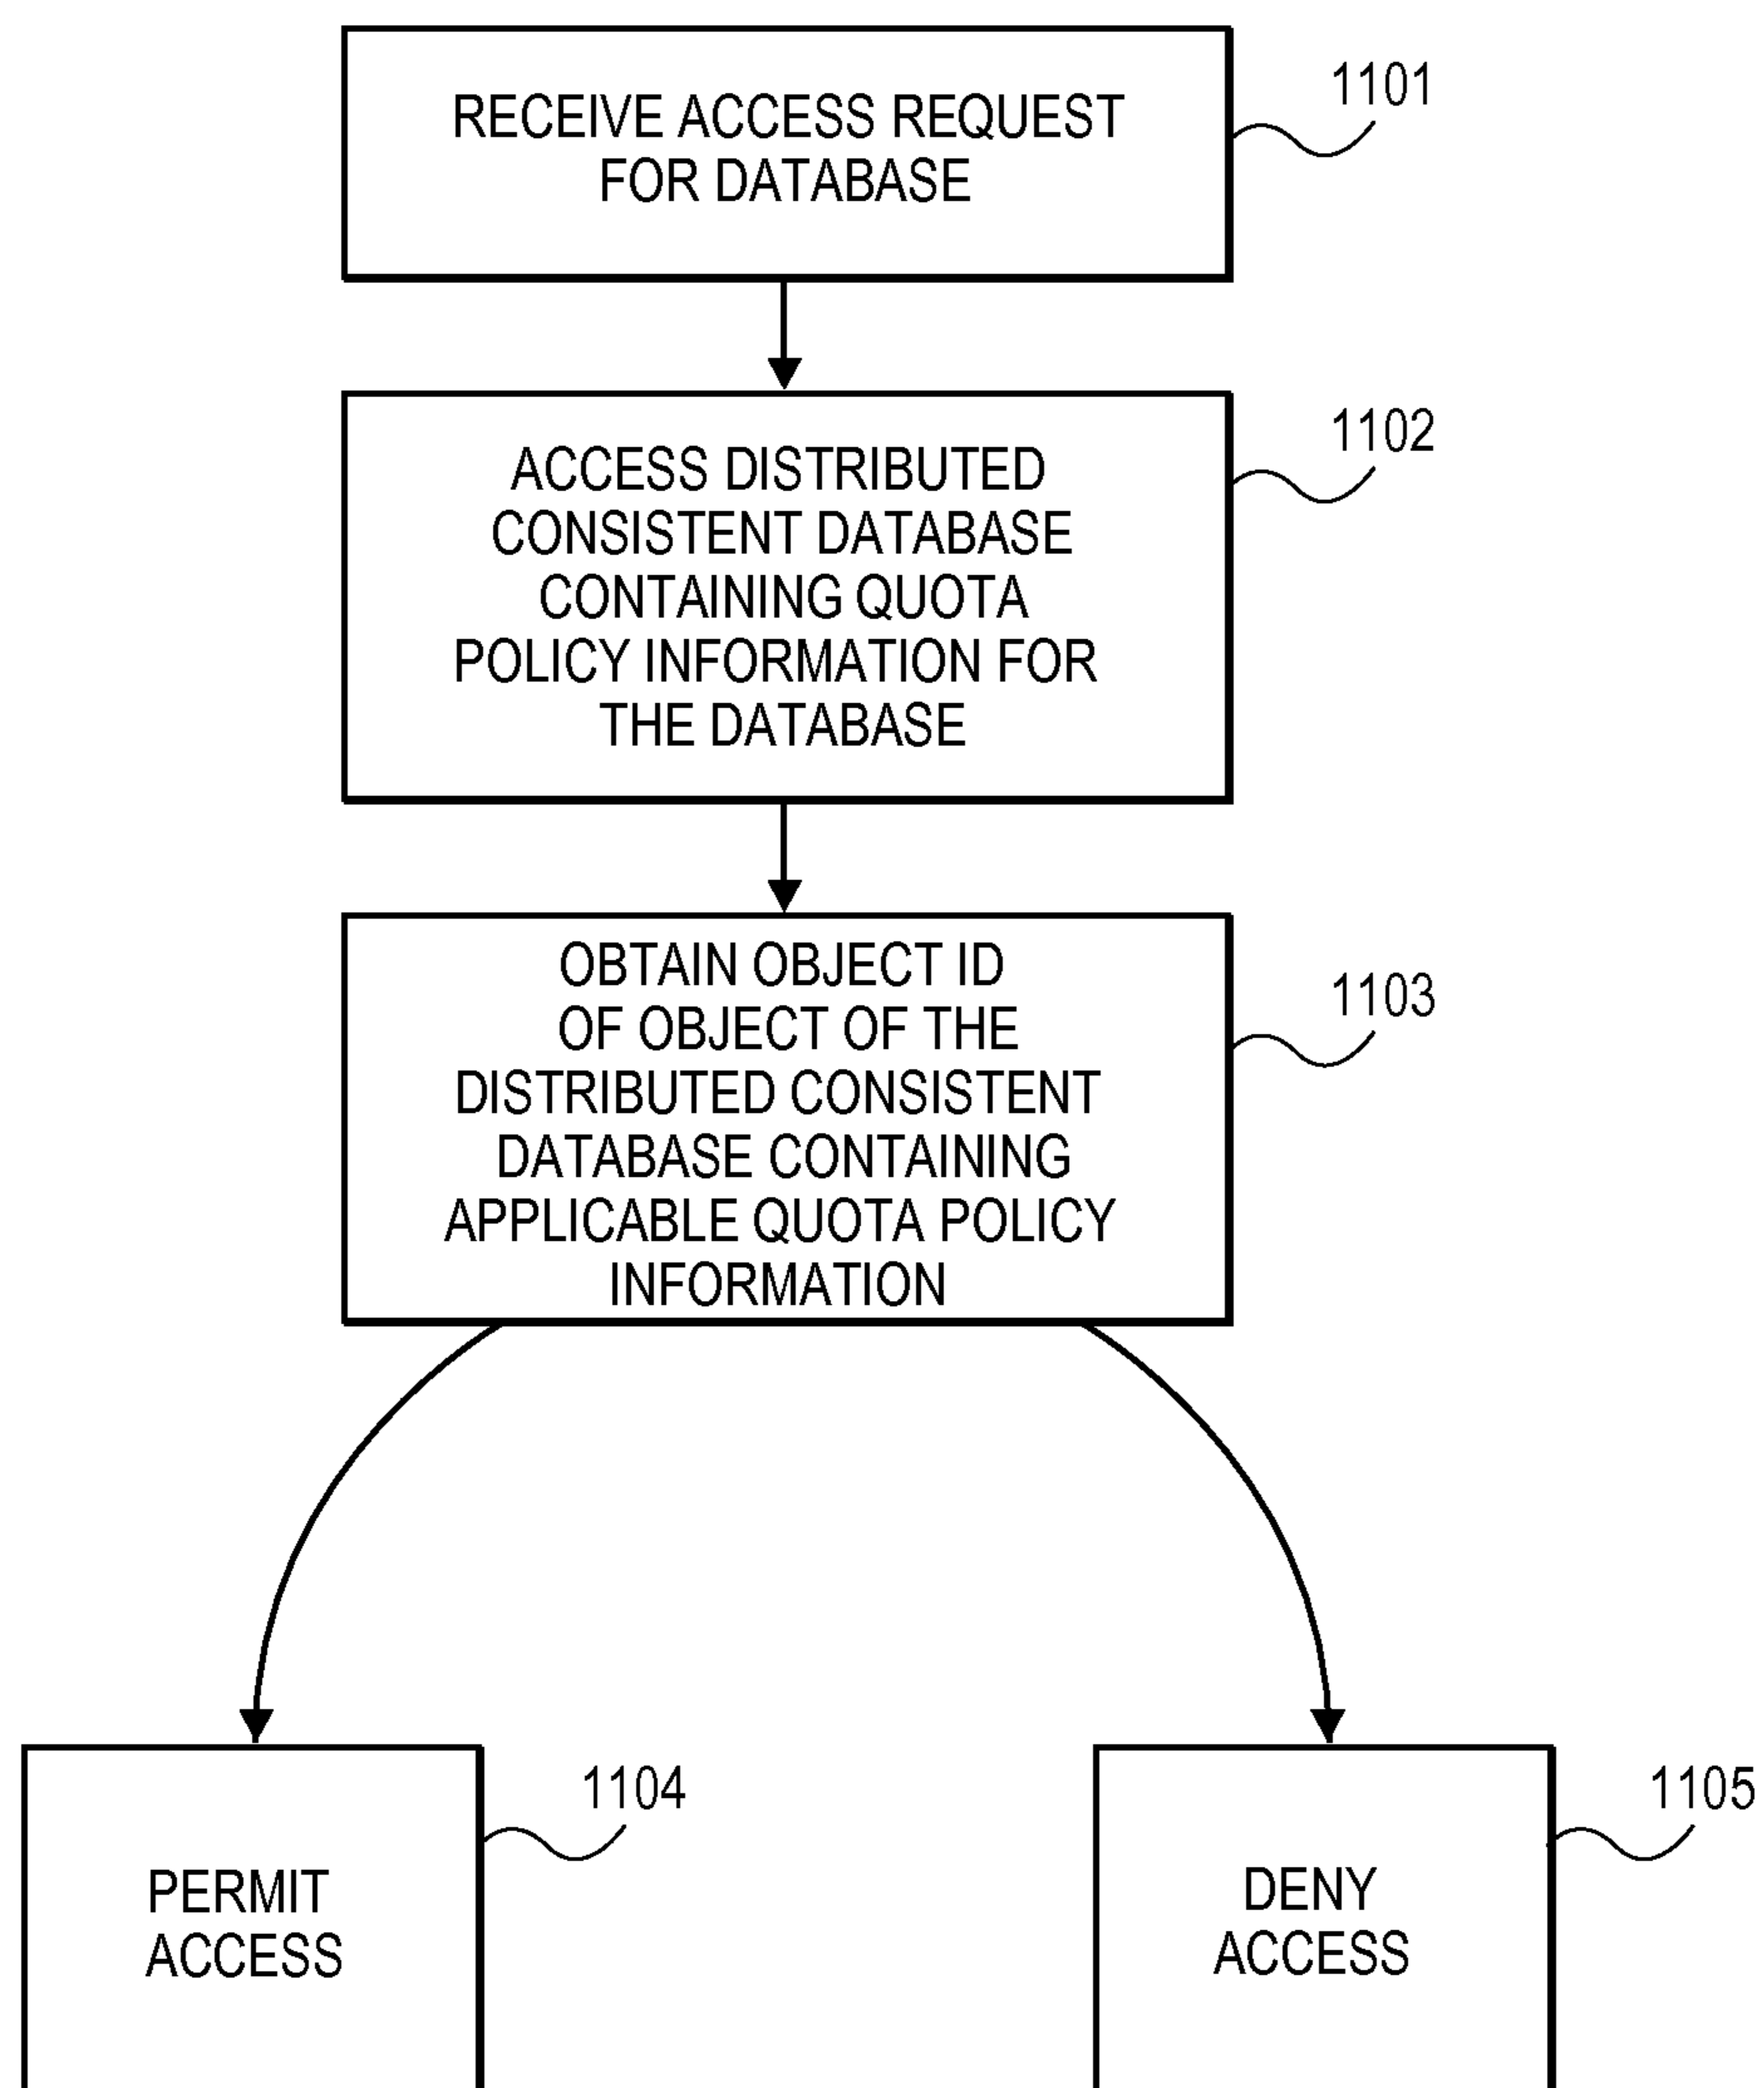 RECEIVE ACCESS REQUEST
FOR DATABASE
1101
ACCESS DISTRIBUTED
CONSISTENT DATABASE
CONTAINING QUOTA
POLICY INFORMATION FOR
THE DATABASE
1102
OBTAIN OBJECT ID
OF OBJECT OF THE
DISTRIBUTED CONSISTENT
DATABASE CONTAINING
APPLICABLE QUOTA POLICY
INFORMATION
1103
PERMIT
ACCESS
1104
DENY
ACCESS
1105